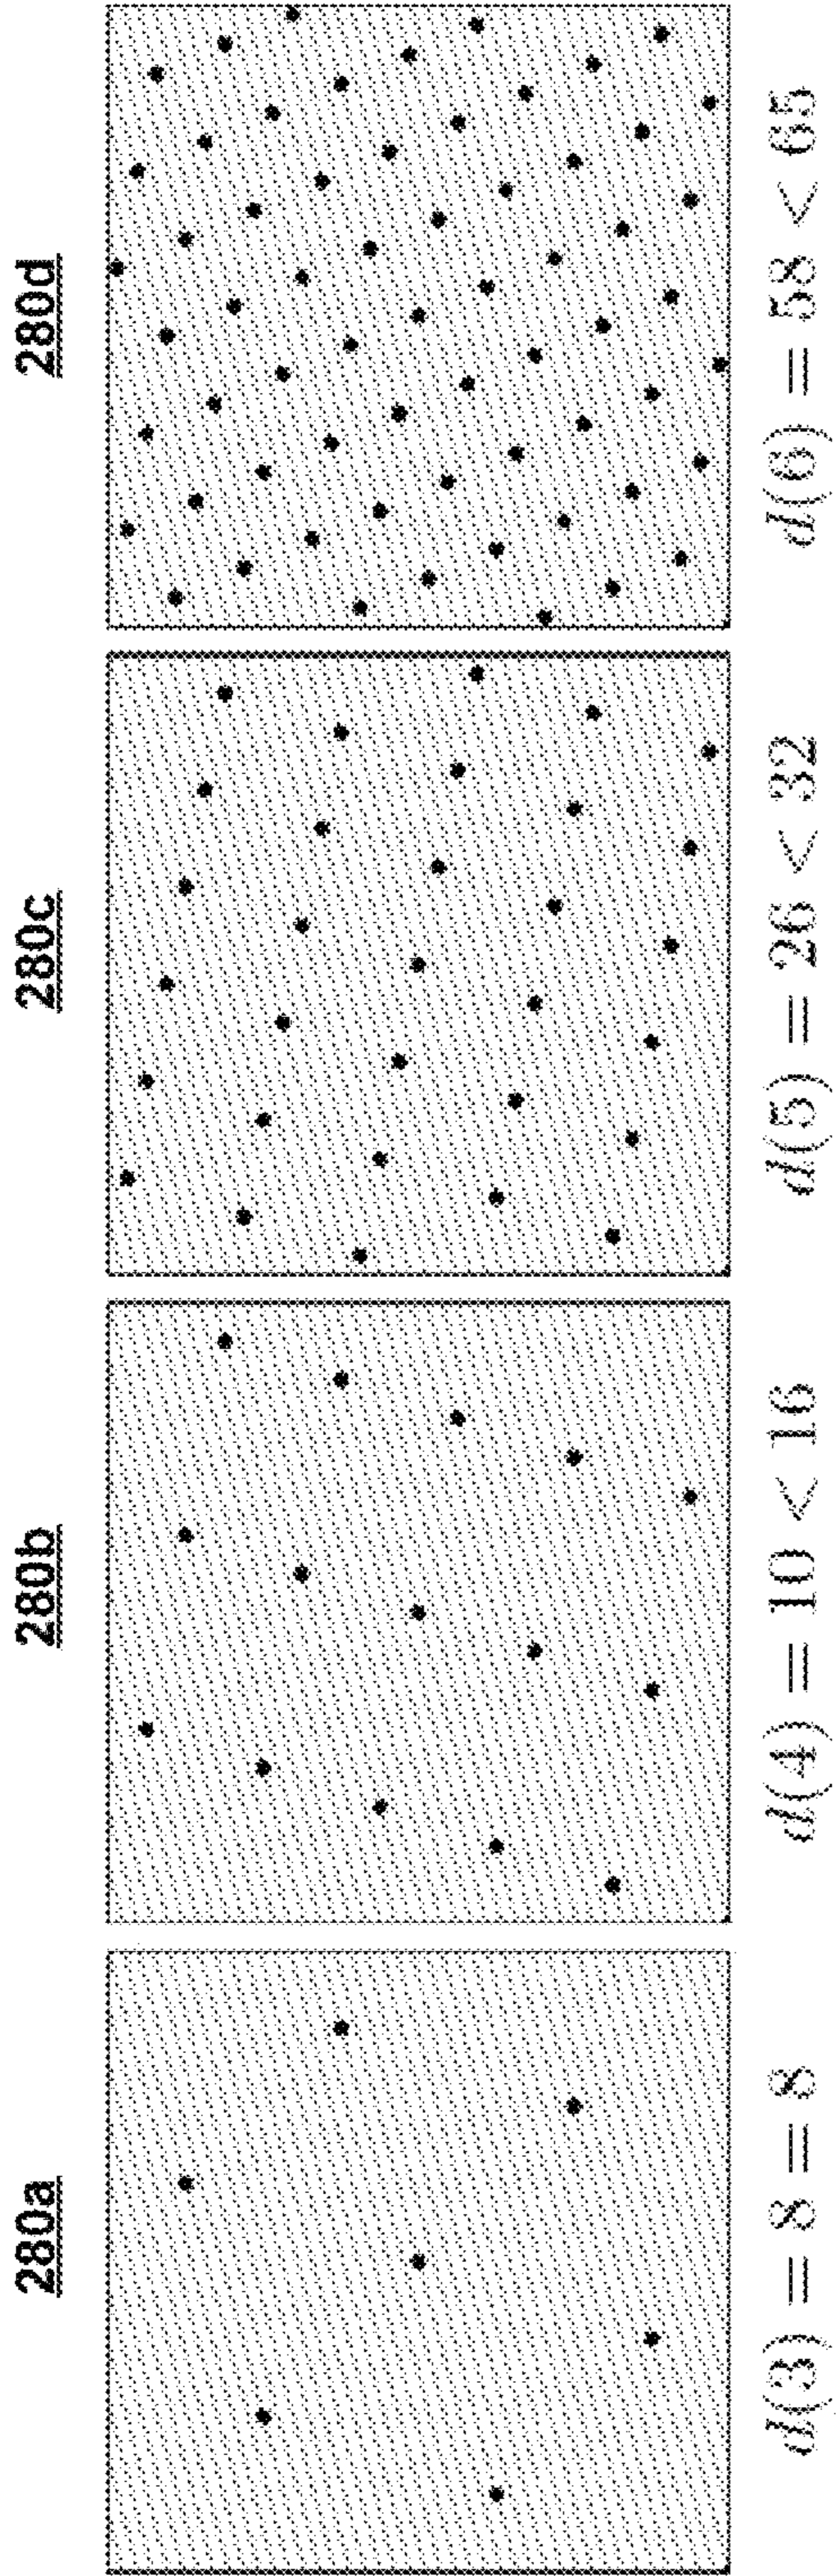 280a
280b
280c
280d
d(3) = 8 = 8
d(4) = 10 < 16
d(5) = 26 < 32
d(6) = 58 < 65